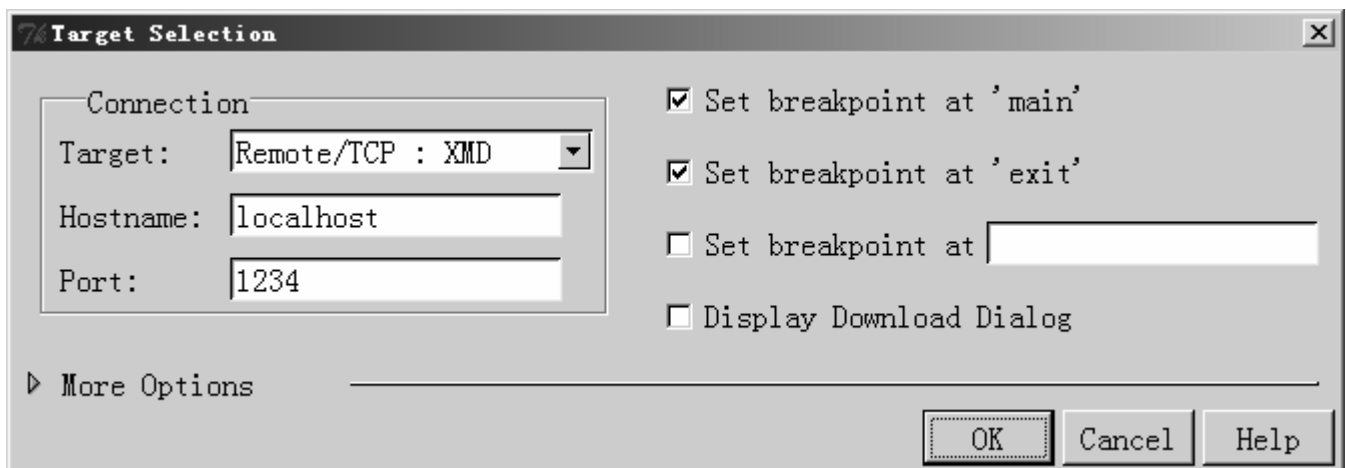 Target Selection
Connection
Target: Remote/TCP : XMD
Hostname: localhost
Port: 1234
Set breakpoint at 'main'
Set breakpoint at 'exit'
Set breakpoint at
Display Download Dialog
More Options
OK Cancel Help